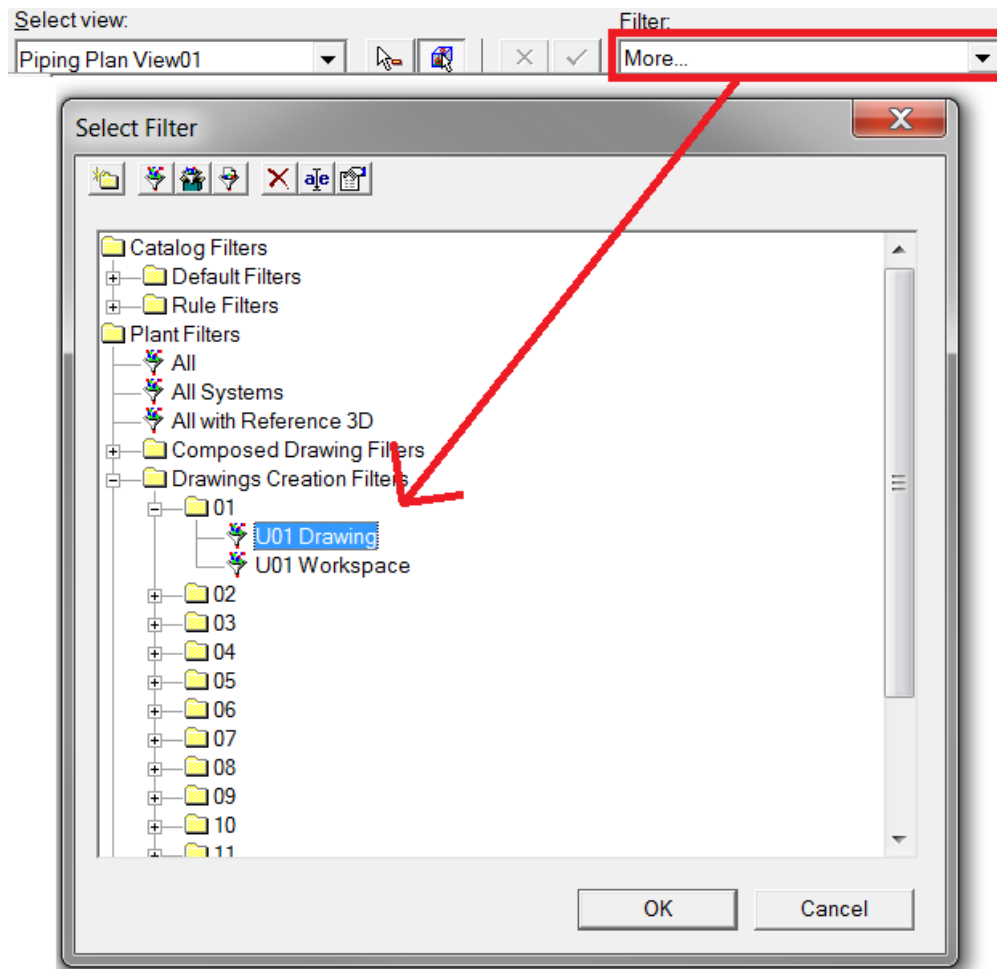 Select view: Filter:
Piping Plan View01 More...
Select Filter
Catalog Filters
Default Filters
Rule Filters
Plant Filters
All
All Systems
All with Reference 3D
Composed Drawing Filters
Drawings Creation Filters
01
U01 Drawing
U01 Workspace
02
03
04
05
06
07
08
09
10
11
OK Cancel